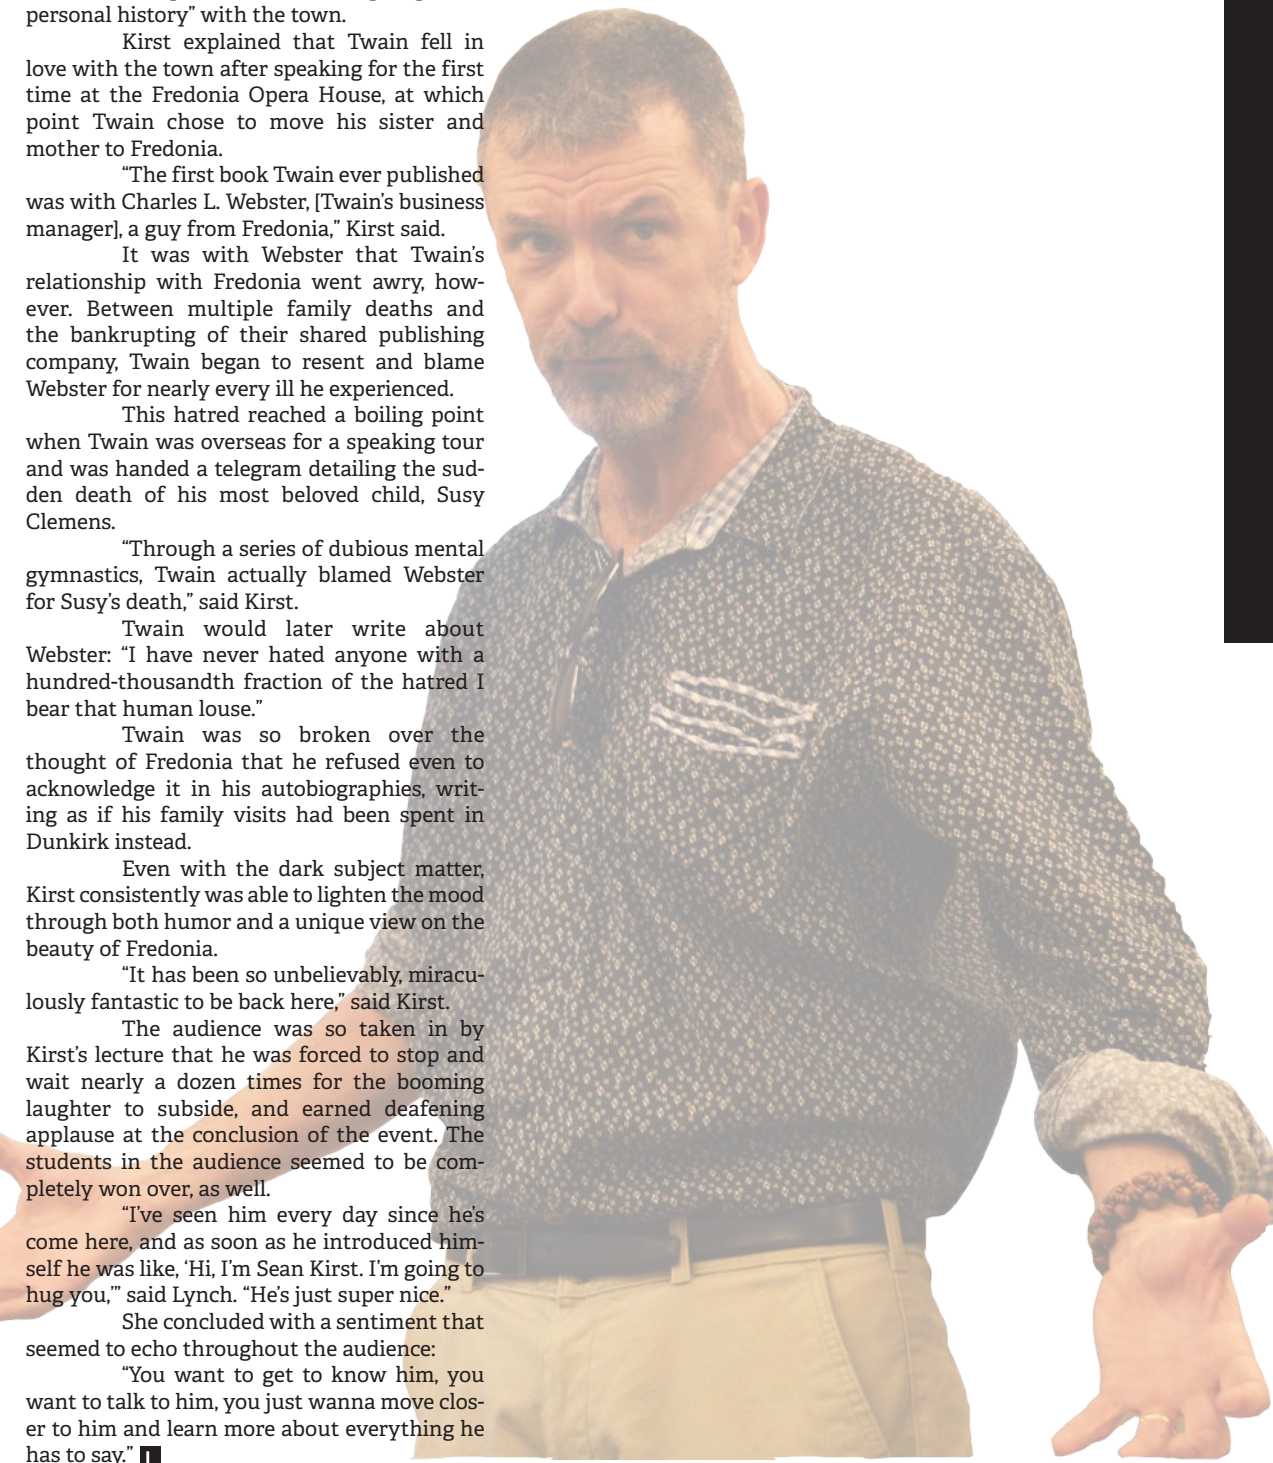 personal history” with the town.
Kirst explained that Twain fell in
love with the town after speaking for the first
time at the Fredonia Opera House, at which
point Twain chose to move his sister and
mother to Fredonia.
“The first book Twain ever published
was with Charles L. Webster, [Twain’s business
manager], a guy from Fredonia,” Kirst said.
It was with Webster that Twain’s
relationship with Fredonia went awry, how-
ever. Between multiple family deaths and
the bankrupting of their shared publishing
company, Twain began to resent and blame
Webster for nearly every ill he experienced.
This hatred reached a boiling point
when Twain was overseas for a speaking tour
and was handed a telegram detailing the sud-
den death of his most beloved child, Susy
Clemens.
“Through a series of dubious mental
gymnastics, Twain actually blamed Webster
for Susy’s death,” said Kirst.
Twain would later write about
Webster: “I have never hated anyone with a
hundred-thousandth fraction of the hatred I
bear that human louse.”
Twain was so broken over the
thought of Fredonia that he refused even to
acknowledge it in his autobiographies, writ-
ing as if his family visits had been spent in
Dunkirk instead.
Even with the dark subject matter,
Kirst consistently was able to lighten the mood
through both humor and a unique view on the
beauty of Fredonia.
“It has been so unbelievably, miracu-
lously fantastic to be back here,” said Kirst.
The audience was so taken in by
Kirst’s lecture that he was forced to stop and
wait nearly a dozen times for the booming
laughter to subside, and earned deafening
applause at the conclusion of the event. The
students in the audience seemed to be com-
pletely won over, as well.
“I’ve seen him every day since he’s
come here, and as soon as he introduced him-
self he was like, ‘Hi, I’m Sean Kirst. I’m going to
hug you,’” said Lynch. “He’s just super nice.”
She concluded with a sentiment that
seemed to echo throughout the audience:
“You want to get to know him, you
want to talk to him, you just wanna move clos-
er to him and learn more about everything he
has to say.”